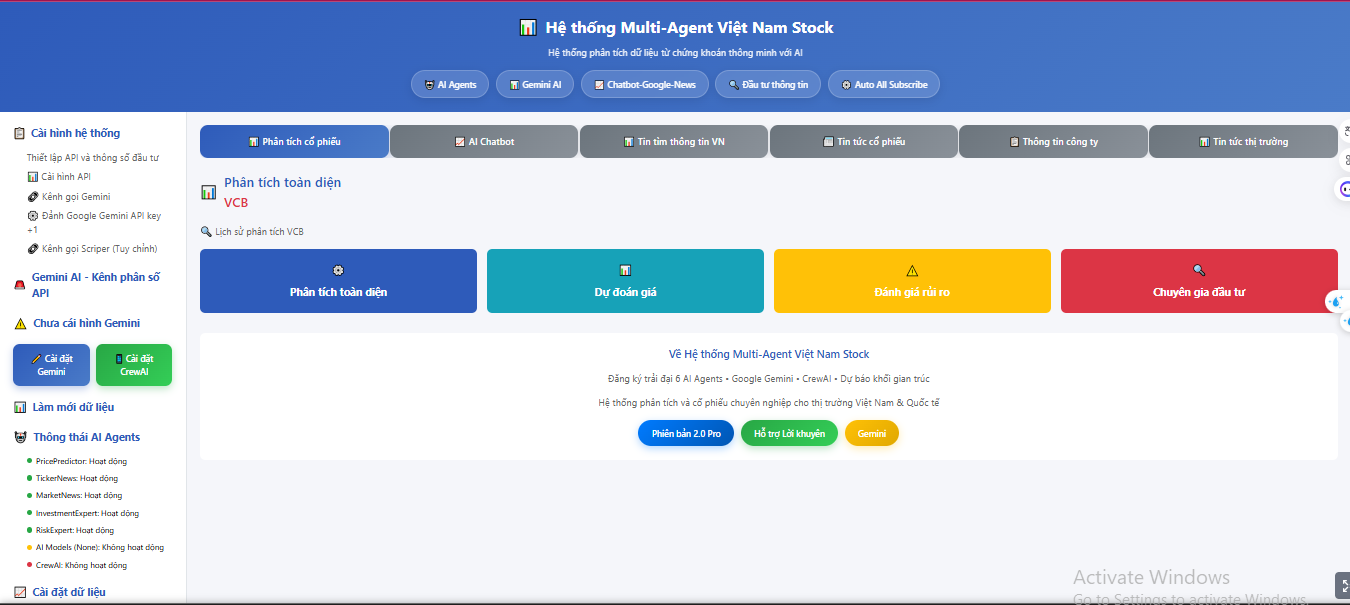 Hệ thống Multi-Agent Việt Nam Stock
Hệ thống phân tích dữ liệu từ chứng khoán thông minh với AI
AI Agents
Gemini AI
Chatbot-Google-News
Đầu tư thông tin
Auto All Subscribe
Cài hình hệ thống
Thiết lập API và thông số đầu tư
Cài hình API
Kênh gọi Gemini
Đảnh Google Gemini API key
+1
Kênh gọi Scriper (Tuy chỉnh)
Gemini AI - Kênh phân số
API
Chưa cái hình Gemini
Cài đặt
Gemini
Cài đặt
CrewAI
Làm mới dữ liệu
Thông thái AI Agents
PricePredictor: Hoạt động
TickerNews: Hoạt động
MarketNews: Hoạt động
InvestmentExpert: Hoạt động
RiskExpert: Hoạt động
AI Models (None): Không hoạt động
CrewAI: Không hoạt động
Cài đặt dữ liệu
Phân tích cổ phiếu
AI Chatbot
Tin tìm thông tin VN
Tin tức cổ phiếu
Thông tin công ty
Tin tức thị trường
Phân tích toàn diện
VCB
Lịch sử phân tích VCB
Phân tích toàn diện
Dự đoán giá
Đánh giá rủi ro
Chuyên gia đầu tư
Về Hệ thống Multi-Agent Việt Nam Stock
Đăng ký trải đại 6 AI Agents • Google Gemini • CrewAI • Dự báo khối gian trúc
Hệ thống phân tích và cổ phiếu chuyên nghiệp cho thị trường Việt Nam & Quốc tế
Phiên bản 2.0 Pro
Hỗ trợ Lời khuyên
Gemini
Activate Windows
Go to Settings to activate Windows.